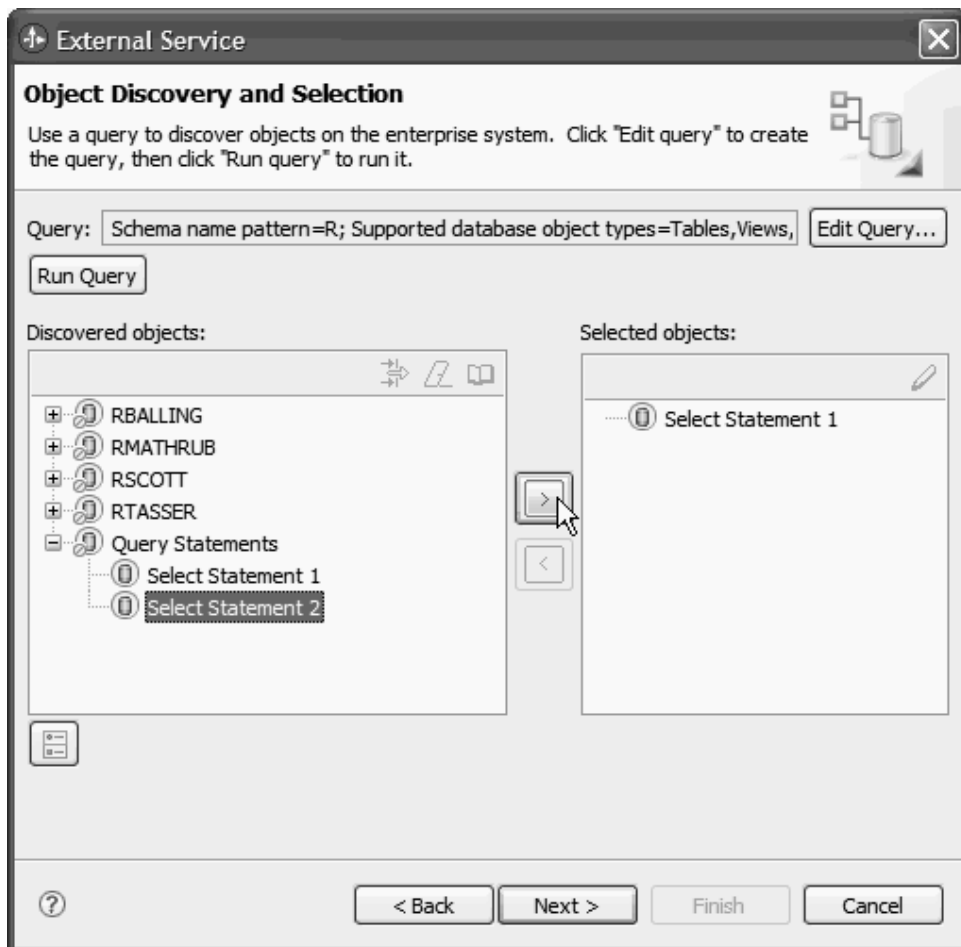 External Service
Object Discovery and Selection
Use a query to discover objects on the enterprise system. Click "Edit query" to create
the query, then click "Run query" to run it.
Query: Schema name pattern=R; Supported database object types=Tables,Views, Edit Query...
Run Query
Discovered objects: Selected objects:
RBALLING Select Statement 1
RMATHRUB
RSCOTT
RTASSER
Query Statements
Select Statement 1
Select Statement 2
>
<
? < Back Next > Finish Cancel